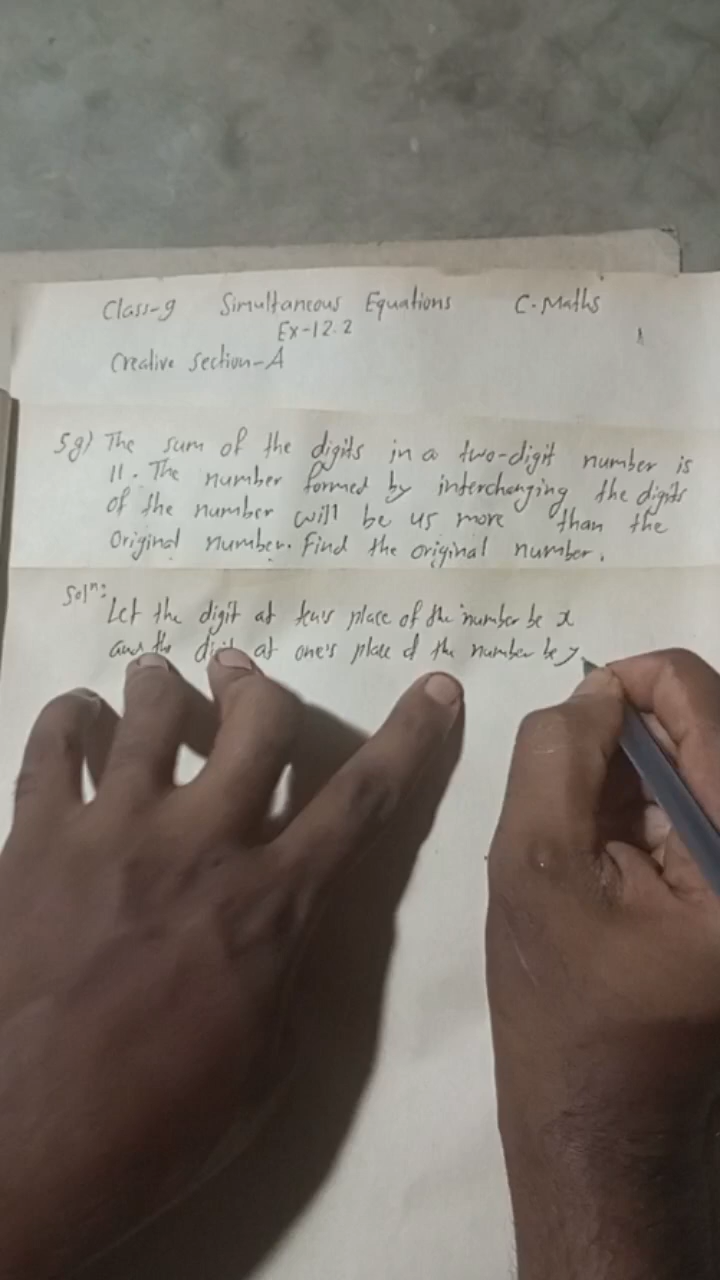 Class-9 Simultaneous Equations C. Maths
Ex-12.2
Creative section-A
5g) The sum of the digits in a two-digit number is
11. The number formed by interchanging the digits
of the number will be 45 more than the
original number. Find the original number.
Solⁿ:
Let the digit at ten's place of the number be x
and the digit at one's place of the number be y